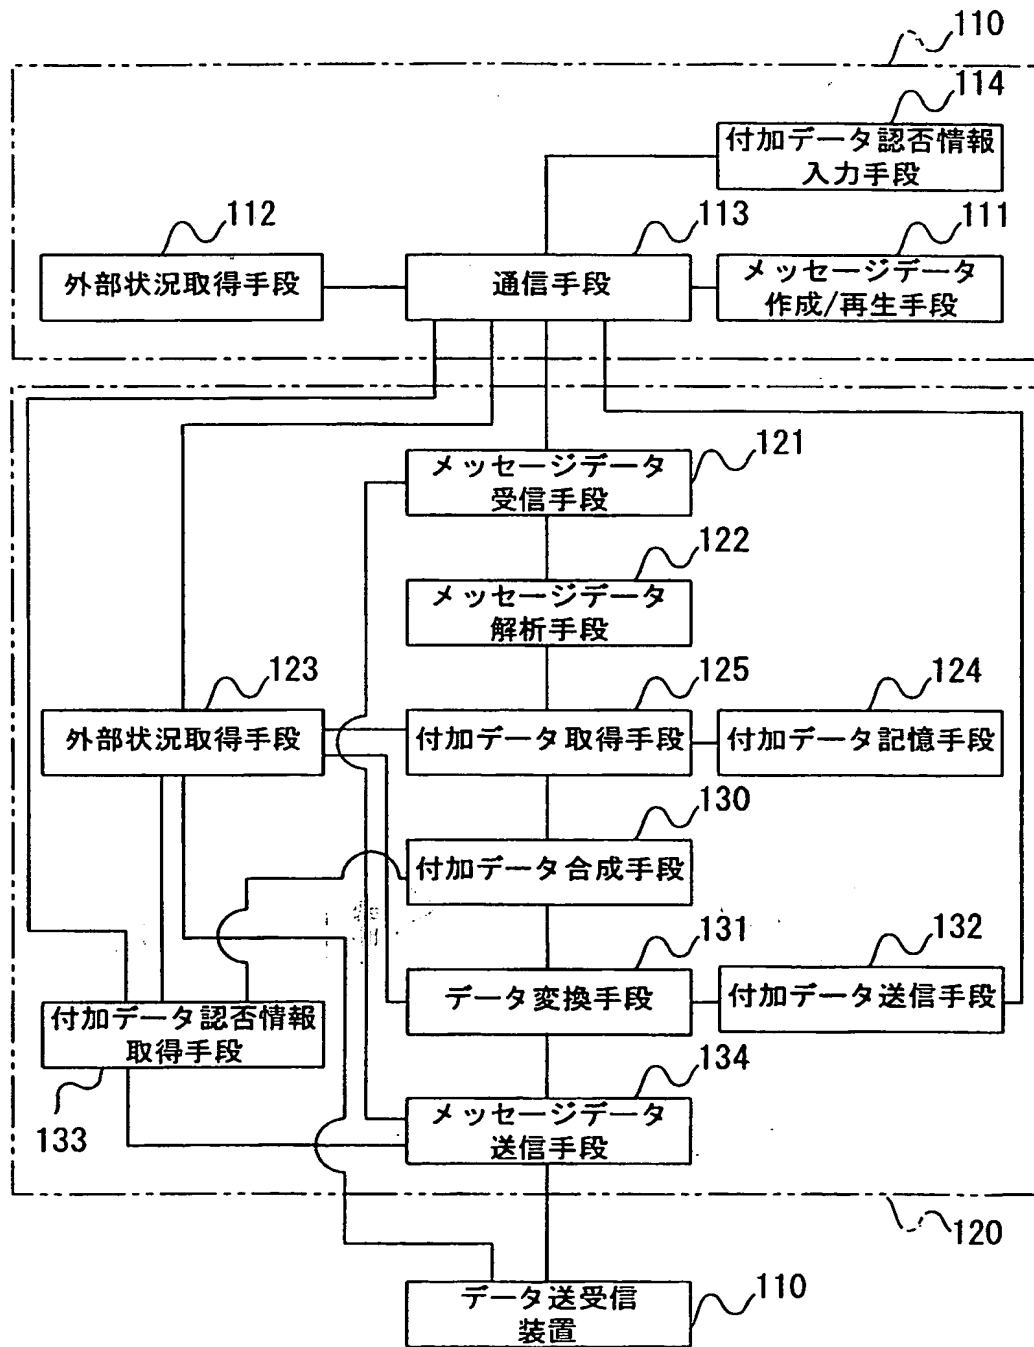 110
114
付加データ認否情報
入力手段
112
113
111
外部状況取得手段
通信手段
メッセージデータ
作成/再生手段
121
メッセージデータ
受信手段
122
メッセージデータ
解析手段
123
125
124
外部状況取得手段
付加データ取得手段
付加データ記憶手段
130
付加データ合成手段
131
132
データ変換手段
付加データ送信手段
付加データ認否情報
取得手段
133
134
メッセージデータ
送信手段
120
110
データ送受信
装置